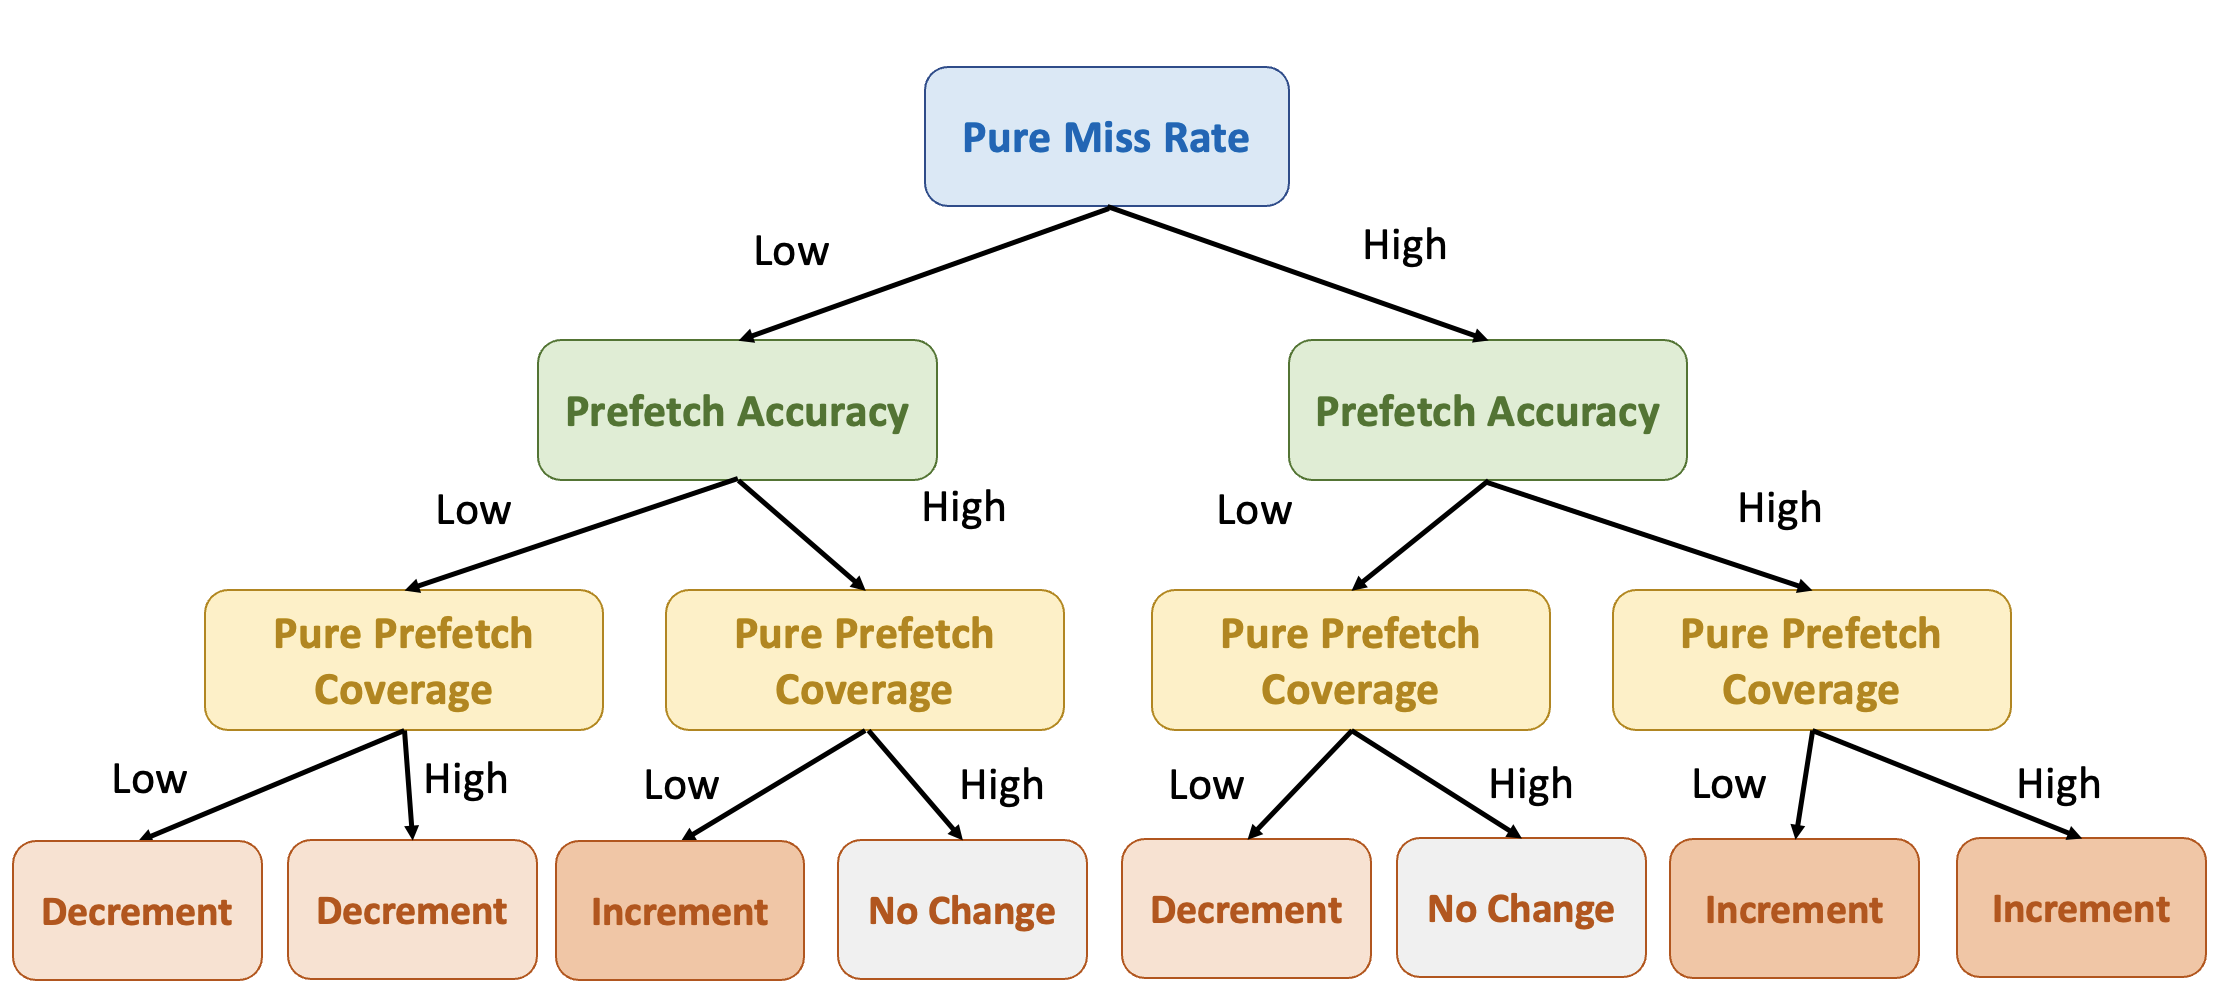 Pure Miss Rate
Low
High
Prefetch Accuracy
Prefetch Accuracy
Low
High
Low
High
Pure Prefetch
Coverage
Pure Prefetch
Coverage
Pure Prefetch
Coverage
Pure Prefetch
Coverage
Low
High
Low
High
Low
High
Low
High
Decrement
Decrement
Increment
No Change
Decrement
No Change
Increment
Increment